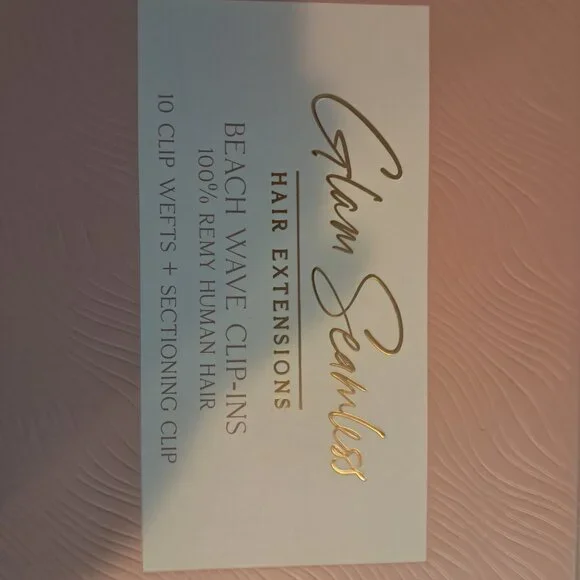 Glam Seamless
HAIR EXTENSIONS
BEACH WAVE CLIP-INS
100% REMY HUMAN HAIR
10 CLIP WEFTS + SECTIONING CLIP